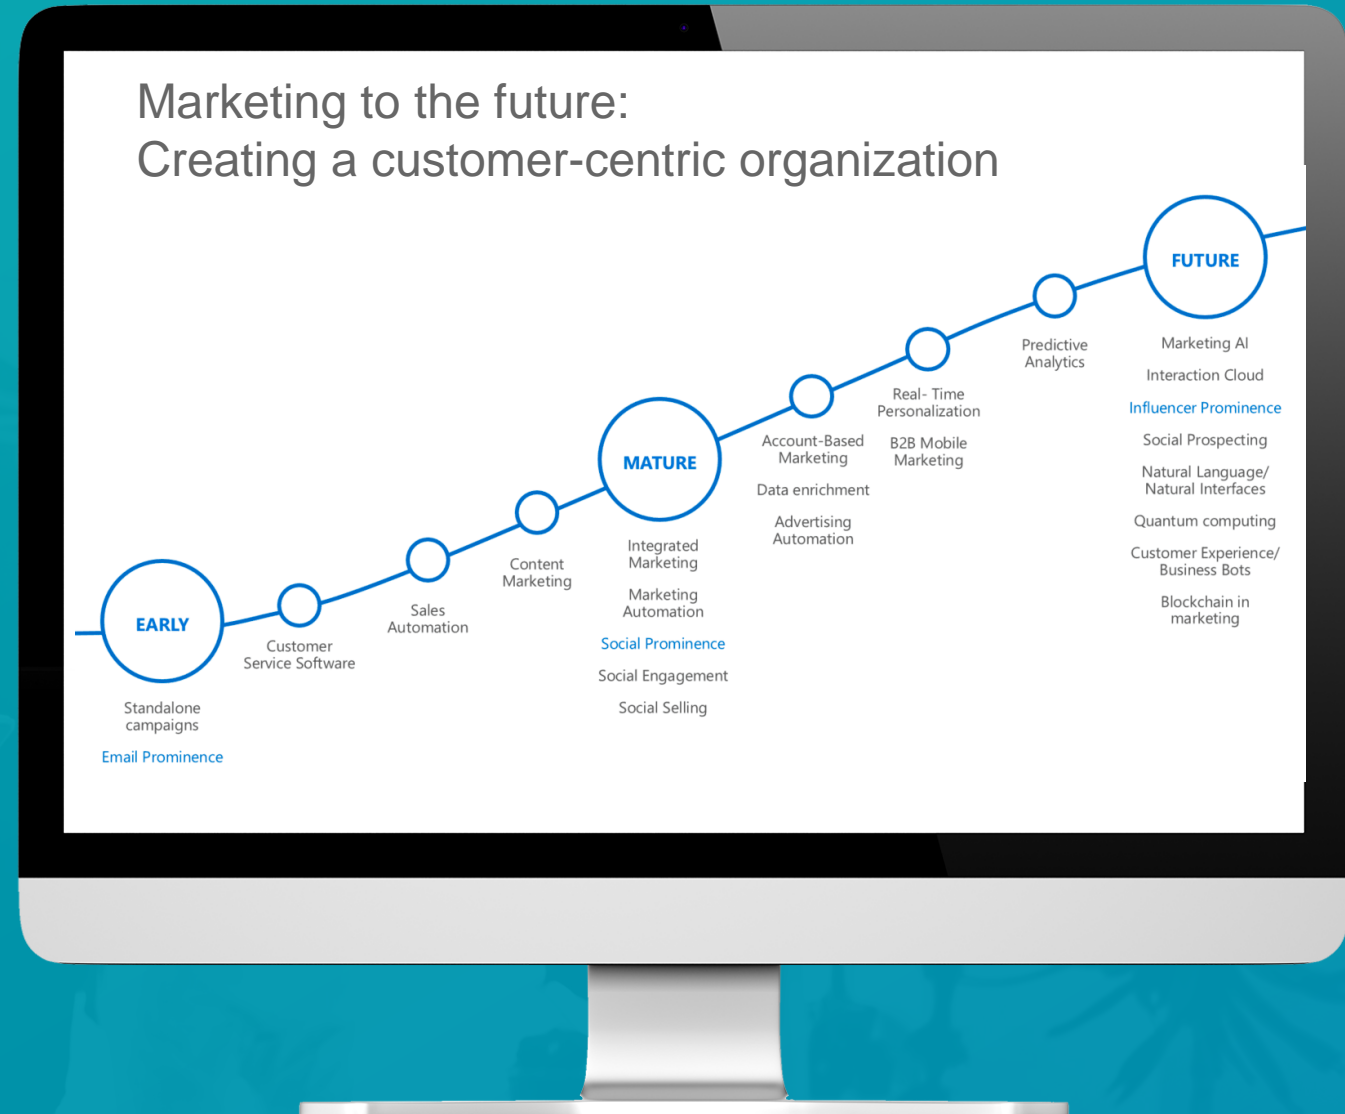 Marketing to the future:
Creating a customer-centric organization
EARLY
Standalone
campaigns
Email Prominence
Customer
Service Software
Sales
Automation
Content
Marketing
MATURE
Integrated
Marketing
Marketing
Automation
Social Prominence
Social Engagement
Social Selling
Account-Based
Marketing
Data enrichment
Advertising
Automation
Real- Time
Personalization
B2B Mobile
Marketing
Predictive
Analytics
FUTURE
Marketing AI
Interaction Cloud
Influencer Prominence
Social Prospecting
Natural Language/
Natural Interfaces
Quantum computing
Customer Experience/
Business Bots
Blockchain in
marketing